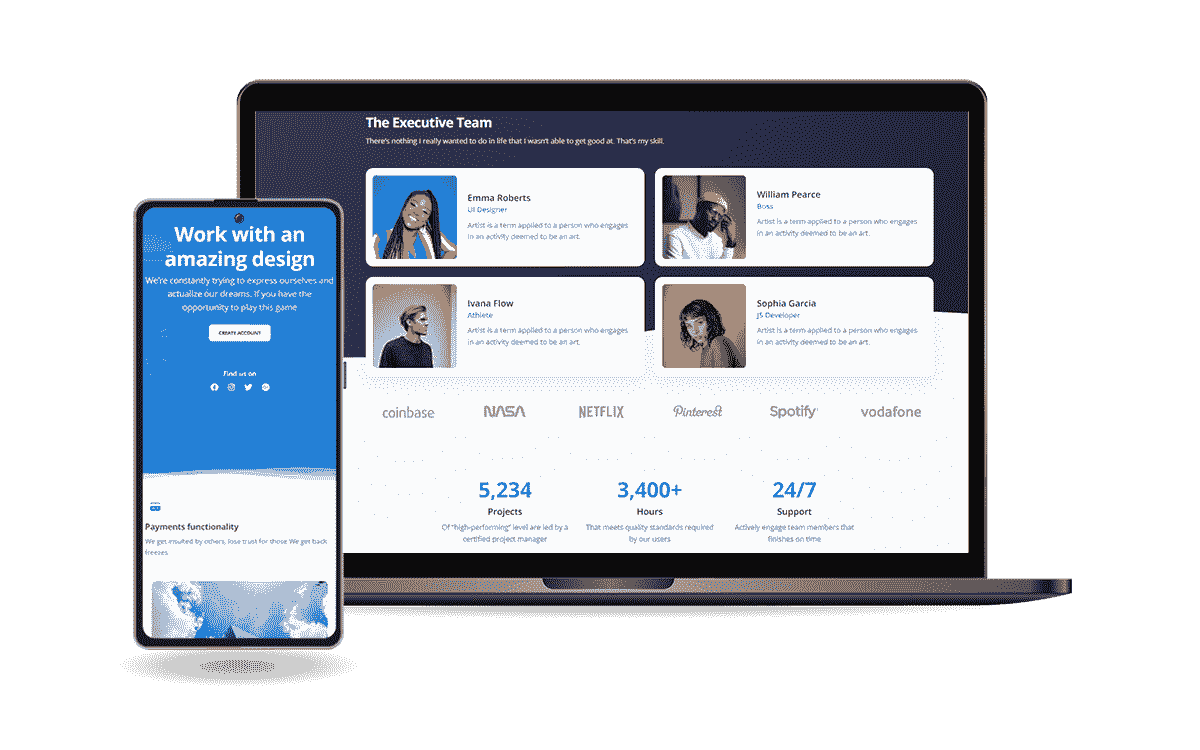 The Executive Team
There's nothing I really wanted to do in life that I wasn't able to get good at. That's my skill.
Emma Roberts
UI Designer
Artist is a term applied to a person who engages
in an activity deemed to be an art.
William Pearce
Boss
Artist is a term applied to a person who engages
in an activity deemed to be an art.
Ivana Flow
Athlete
Artist is a term applied to a person who engages
in an activity deemed to be an art.
Sophia Garcia
JS Developer
Artist is a term applied to a person who engages
in an activity deemed to be an art.
coinbase
NASA
NETFLIX
Pinterest
Spotify
vodafone
5,234
Projects
Of "high-performing" level are led by a
certified project manager
3,400+
Hours
That meets quality standards required
by our users
24/7
Support
Actively engage team members that
finishes on time
Work with an
amazing design
We're constantly trying to express ourselves and
actualize our dreams. If you have the
opportunity to play this game
CREATE ACCOUNT
Find us on
Payments functionality
We get insulted by others, lose trust for those We get back
freezes